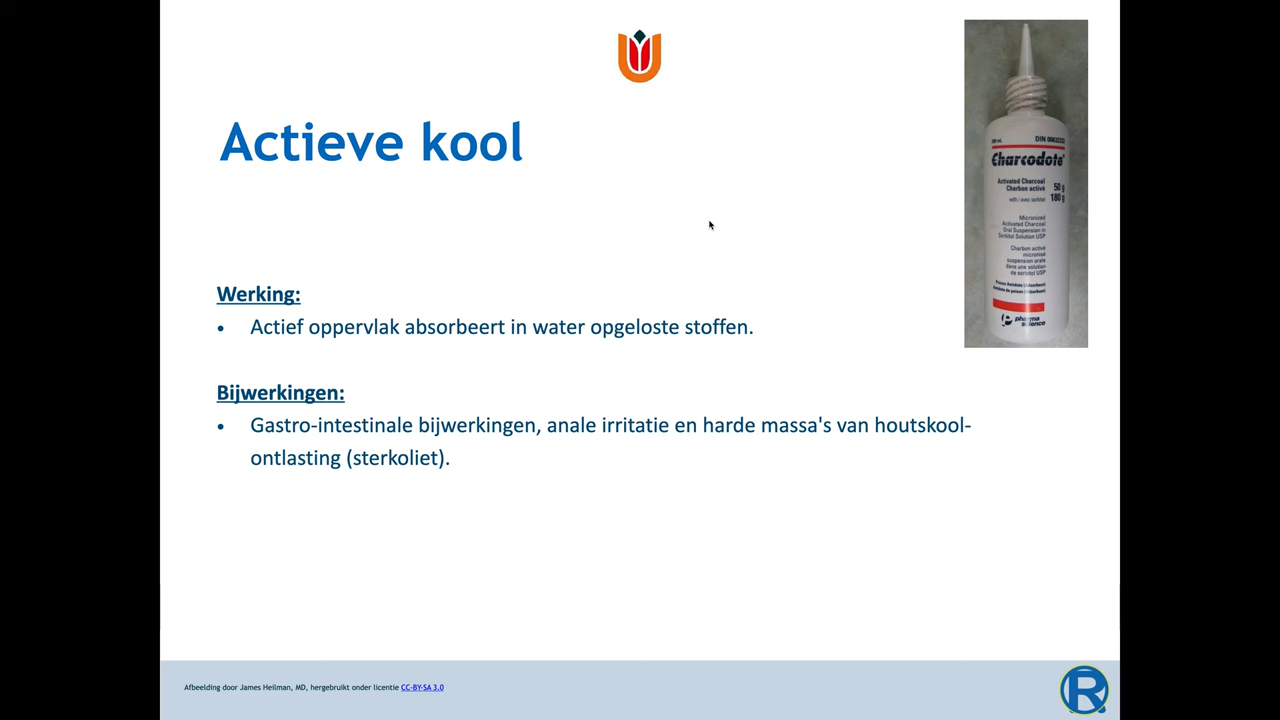 Actieve kool
Werking:
• Actief oppervlak absorbeert in water opgeloste stoffen.
Bijwerkingen:
• Gastro-intestinale bijwerkingen, anale irritatie en harde massa's van houtskool-
ontlasting (sterkoliet).
Charcodote
Activated Charcoal
Charbon activé
50 g
180 g
with / avec sorbitol
Micronized
Activated Charcoal
Oral Suspension in
Sorbitol Solution USP
Charbon activé
micronisé
suspension orale
dans une solution
de sorbitol USP
pharma
science
Afbeelding door James Heilman, MD, hergebruikt onder licentie CC-BY-SA 3.0
R